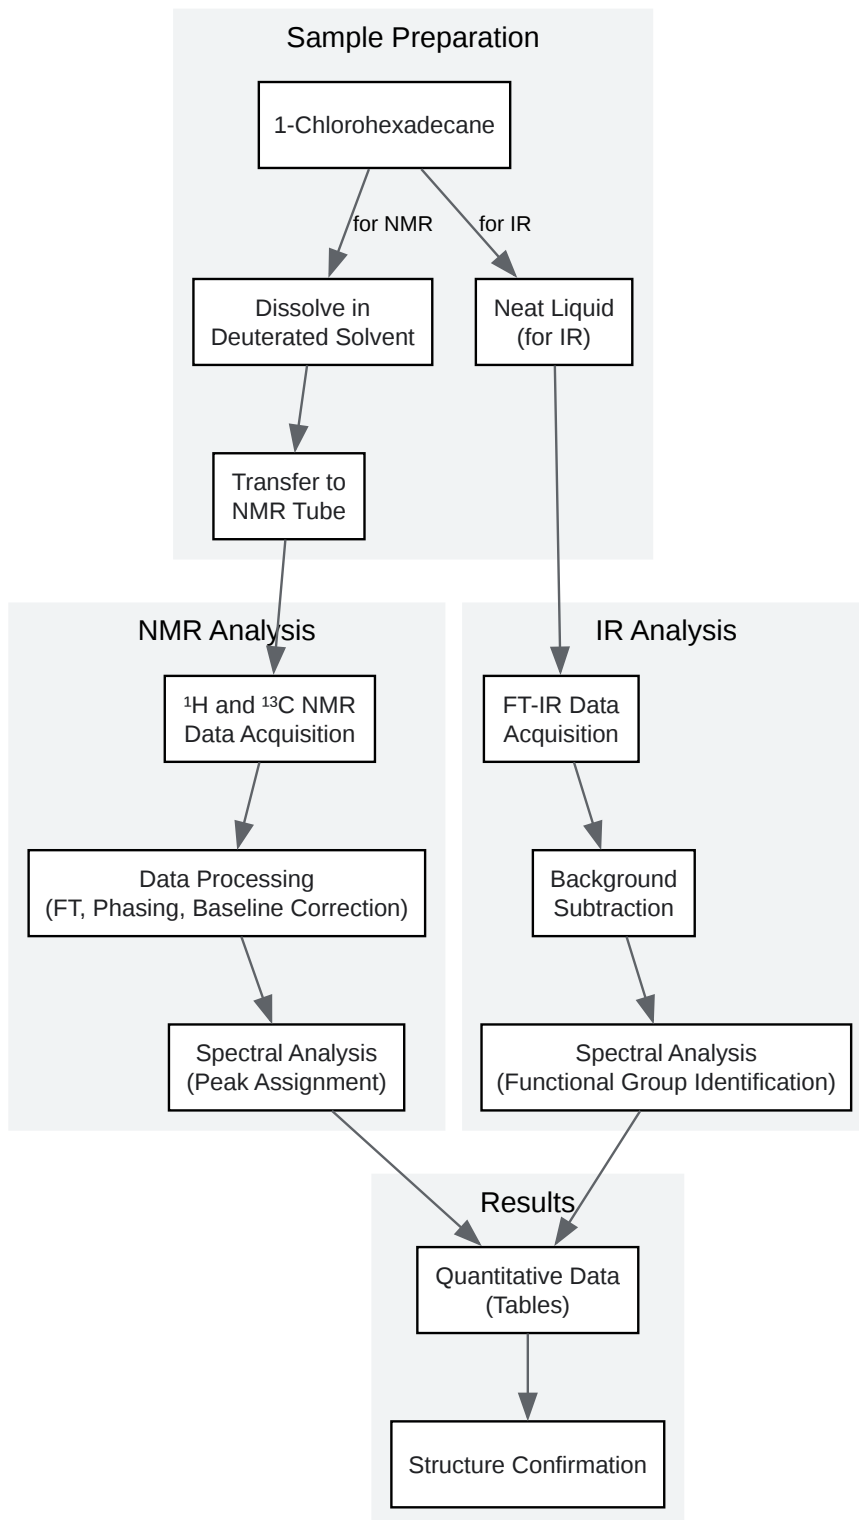 Sample Preparation
1-Chlorohexadecane
for NMR
for IR
Dissolve in
Deuterated Solvent
Neat Liquid
(for IR)
Transfer to
NMR Tube
NMR Analysis
¹H and ¹³C NMR
Data Acquisition
Data Processing
(FT, Phasing, Baseline Correction)
Spectral Analysis
(Peak Assignment)
IR Analysis
FT-IR Data
Acquisition
Background
Subtraction
Spectral Analysis
(Functional Group Identification)
Results
Quantitative Data
(Tables)
Structure Confirmation